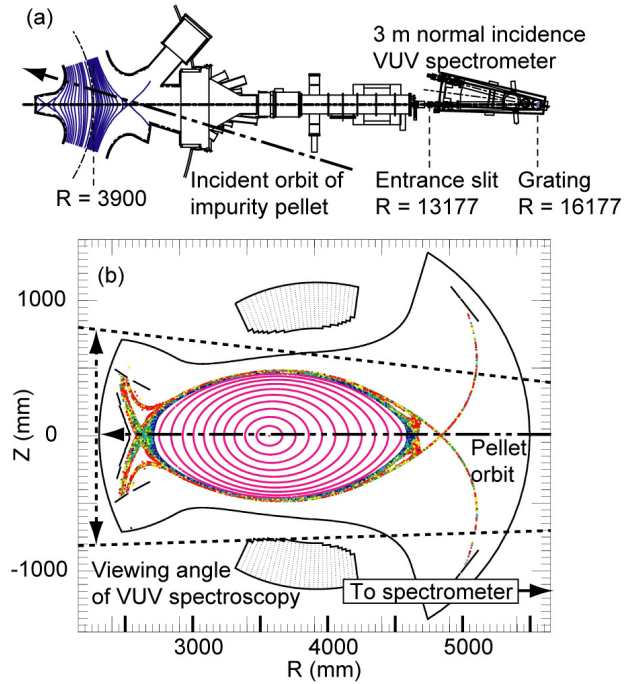 (a)
3 m normal incidence
VUV spectrometer
Incident orbit of
impurity pellet
Entrance slit
R = 13177
Grating
R = 16177
R = 3900
(b)
1000
0
-1000
Z (mm)
Pellet
orbit
Viewing angle
of VUV spectroscopy
To spectrometer
3000
4000
5000
R (mm)